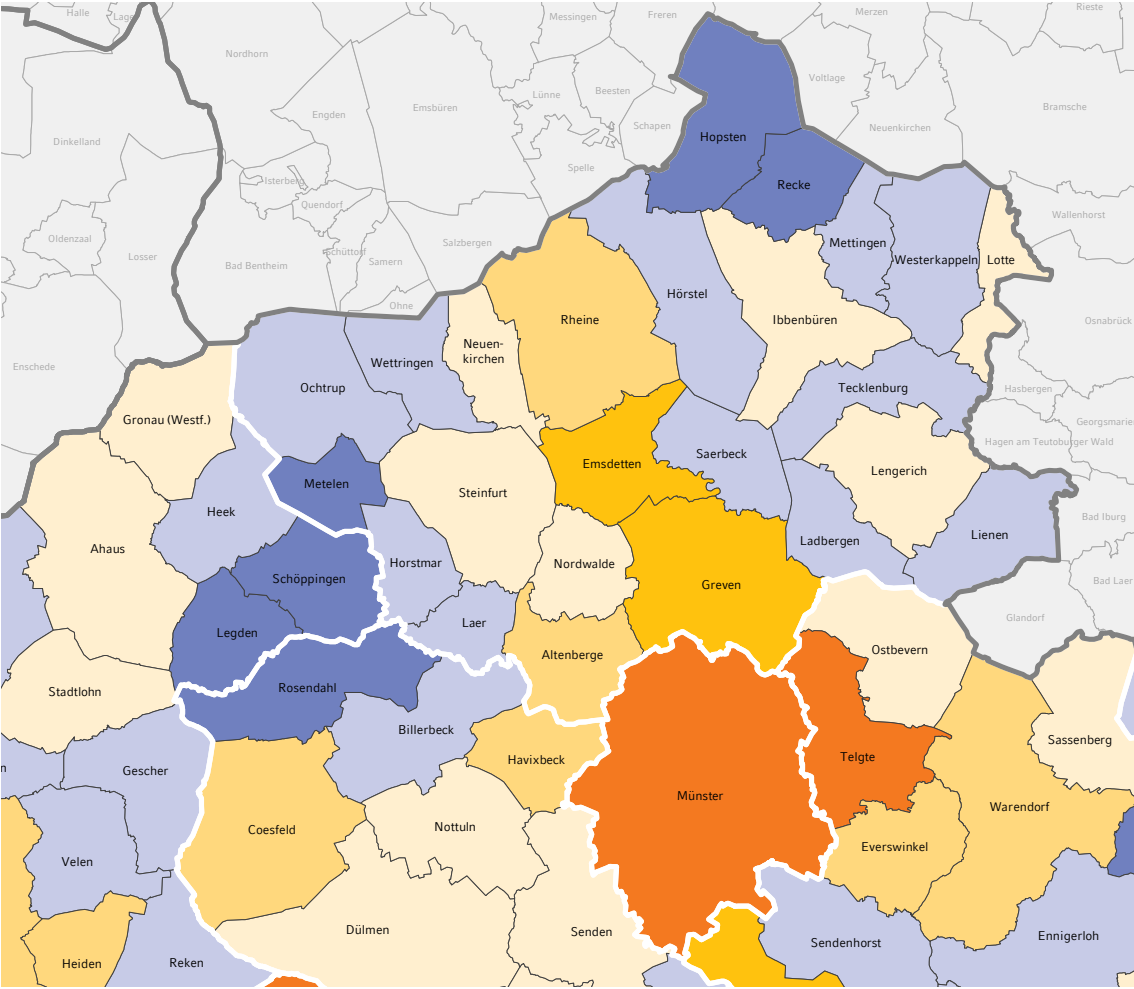 Halle
Lage
Messingen
Freren
Merzen
Rieste
Nordhorn
Voltlage
Lünne
Beesten
Engden
Emsbüren
Bramsche
Schapen
Neuenkirchen
Hopsten
Dinkelland
Spelle
Isterberg
Recke
Quendorf
Wallenhorst
Oldenzaal
Mettingen
Salzbergen
Losser
Schüttorf
Samern
Bad Bentheim
Westerkappeln
Lotte
Hörstel
Ohne
Rheine
Ibbenbüren
Osnabrück
Neuen-
kirchen
Wettringen
Enschede
Ochtrup
Tecklenburg
Hasbergen
Gronau (Westf.)
Georgsmarie
Hagen am Teutoburger Wald
Saerbeck
Emsdetten
Lengerich
Metelen
Steinfurt
Heek
Bad Iburg
Lienen
Ladbergen
Ahaus
Horstmar
Nordwalde
Schöppingen
Bad Laer
Greven
Glandorf
Laer
Legden
Ostbevern
Altenberge
Rosendahl
Stadtlohn
Billerbeck
Sassenberg
Telgte
Havixbeck
n
Gescher
Münster
Warendorf
Nottuln
Coesfeld
Everswinkel
Velen
Dülmen
Senden
Ennigerloh
Sendenhorst
Heiden
Reken